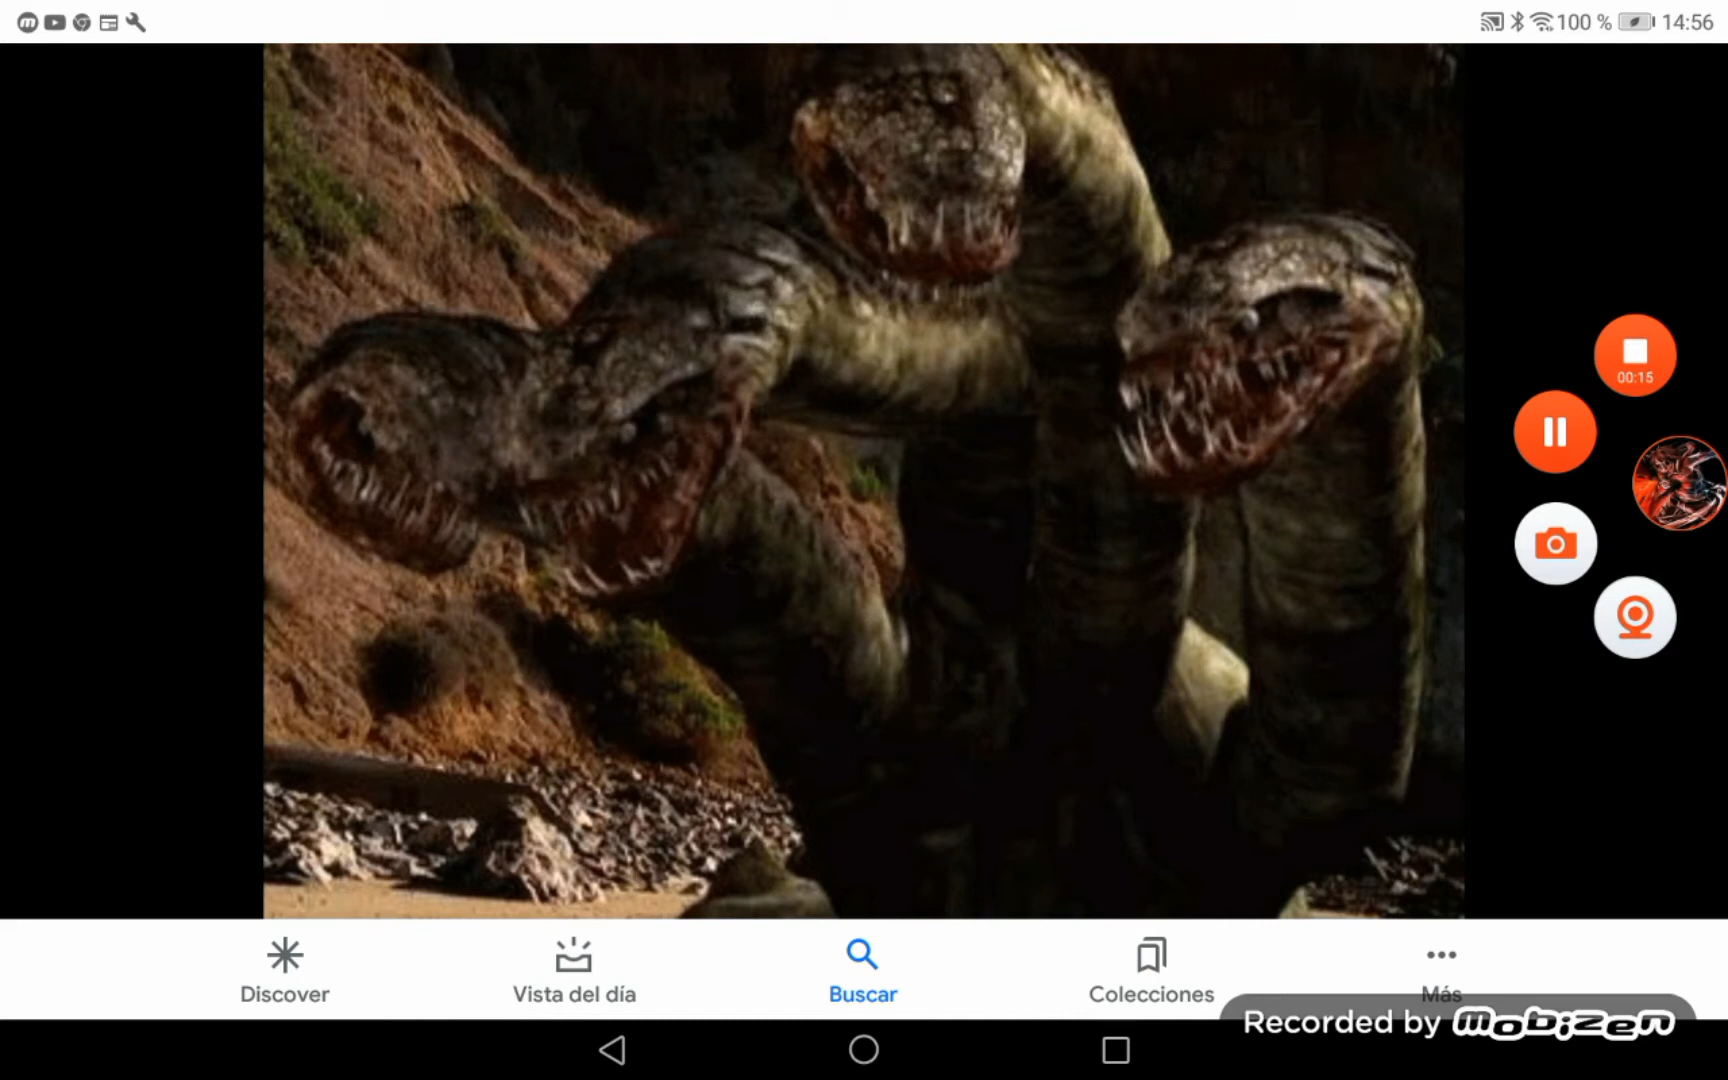 100 % 14:56
00:15
Discover
Vista del día
Buscar
Colecciones
Más
Recorded by mobizen